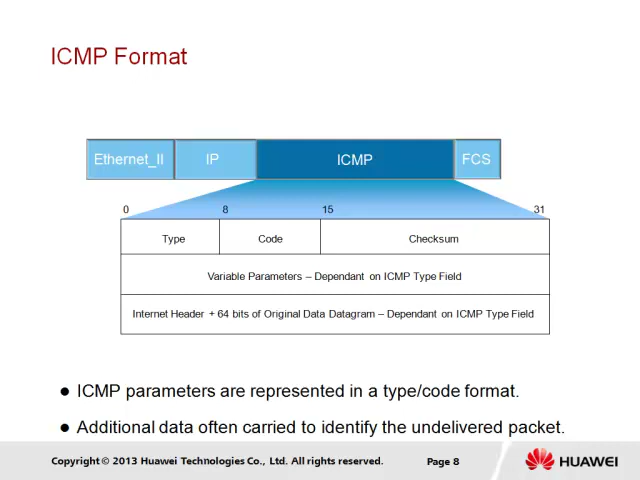 ICMP Format
Ethernet_II IP ICMP FCS
0 8 15 31
Type Code Checksum
Variable Parameters – Dependant on ICMP Type Field
Internet Header + 64 bits of Original Data Datagram – Dependant on ICMP Type Field
● ICMP parameters are represented in a type/code format.
● Additional data often carried to identify the undelivered packet.
Copyright © 2013 Huawei Technologies Co., Ltd. All rights reserved. Page 8 HUAWEI